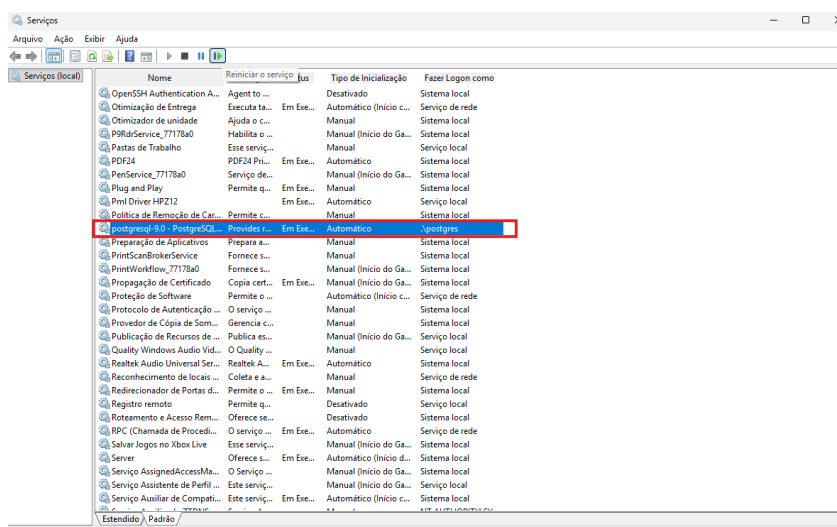 Serviços
Arquivo Ação Exibir Ajuda
Reiniciar o serviço
Serviços (local)
Nome tus Tipo de Inicialização Fazer Logon como
OpenSSH Authentication A... Agent to ... Desativado Sistema local
Otimização de Entrega Executa ta... Em Exe... Automático (Início c... Serviço de rede
Otimizador de unidade Ajuda o c... Manual Sistema local
P9RdrService_77178a0 Habilita o ... Manual (Início do Ga... Sistema local
Pastas de Trabalho Esse serviç... Manual Serviço local
PDF24 PDF24 Pri... Em Exe... Automático Sistema local
PenService_77178a0 Serviço de... Manual (Início do Ga... Sistema local
Plug and Play Permite q... Em Exe... Manual Sistema local
Pml Driver HPZ12 Em Exe... Automático Serviço local
Política de Remoção de Car... Permite c... Manual Sistema local
postgresql-9.0 - PostgreSQL... Provides r... Em Exe... Automático .\postgres
Preparação de Aplicativos Prepara a... Manual Sistema local
PrintScanBrokerService Fornece s... Manual Sistema local
PrintWorkflow_77178a0 Fornece s... Manual (Início do Ga... Sistema local
Propagação de Certificado Copia cert... Em Exe... Manual (Início do Ga... Sistema local
Proteção de Software Permite o ... Automático (Início c... Serviço de rede
Protocolo de Autenticação ... O serviço ... Manual Sistema local
Provedor de Cópia de Som... Gerencia c... Manual Sistema local
Publicação de Recursos de ... Publica es... Manual (Início do Ga... Serviço local
Quality Windows Audio Vid... O Quality ... Manual Serviço local
Realtek Audio Universal Ser... Realtek A... Em Exe... Automático Sistema local
Reconhecimento de locais ... Coleta e a... Manual Serviço de rede
Redirecionador de Portas d... Permite o ... Em Exe... Manual Sistema local
Registro remoto Permite q... Desativado Serviço local
Roteamento e Acesso Rem... Oferece se... Desativado Sistema local
RPC (Chamada de Procedi... O serviço ... Em Exe... Automático Serviço de rede
Salvar Jogos no Xbox Live Esse serviç... Manual (Início do Ga... Sistema local
Server Oferece s... Em Exe... Automático (Início d... Sistema local
Serviço AssignedAccessMa... O Serviço ... Manual (Início do Ga... Sistema local
Serviço Assistente de Perfil ... Este serviç... Manual (Início do Ga... Serviço local
Serviço Auxiliar de Compati... Este serviç... Em Exe... Automático (Início c... Sistema local
Estendido Padrão